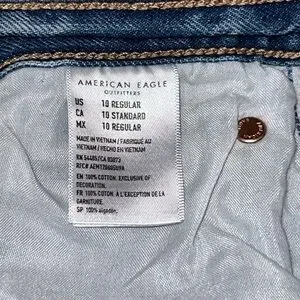 AMERICAN EAGLE
OUTFITTERS
US 10 REGULAR
CA 10 STANDARD
MX 10 REGULAR
MADE IN VIETNAM / FABRIQUÉ AU
VIETNAM / HECHO EN VIETNAM
EN 100% COTTON. EXCLUSIVE OF
DECORATION.
FR 100% COTON. À L'EXCEPTION DE LA
GARNITURE.
SP 100% algodón.